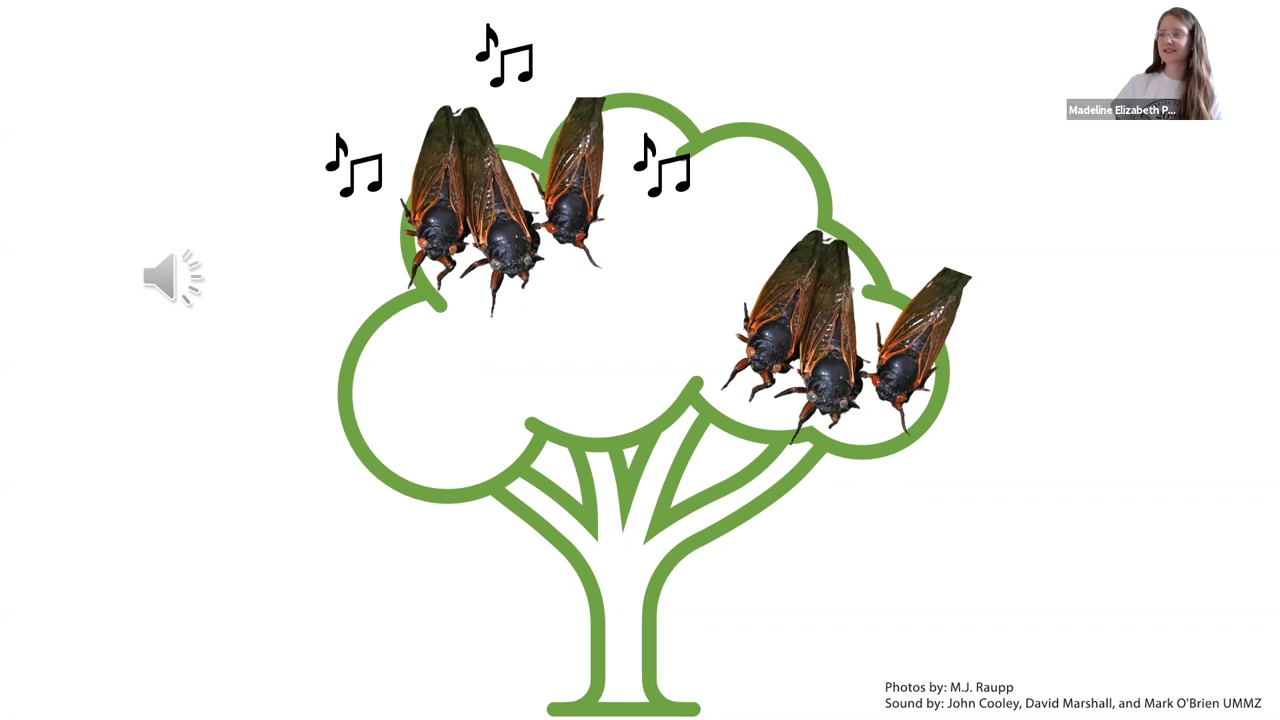 Madeline Elizabeth P...
Photos by: M.J. Raupp
Sound by: John Cooley, David Marshall, and Mark O'Brien UMMZ